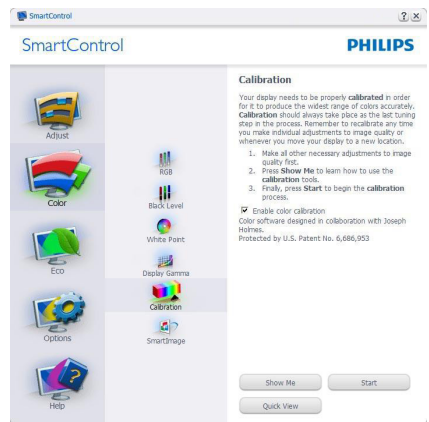 SmartControl
SmartControl
PHILIPS
Adjust
Color
Eco
Options
Help
RGB
Black Level
White Point
Display Gamma
Calibration
SmartImage
Calibration
Your display needs to be properly calibrated in order
for it to produce the widest range of colors accurately.
Calibration should always take place as the last tuning
step in the process. Remember to recalibrate any time
you make individual adjustments to image quality or
whenever you move your display to a new location.
1. Make all other necessary adjustments to image
quality first.
2. Press Show Me to learn how to use the
calibration tools.
3. Finally, press Start to begin the calibration
process.
Enable color calibration
Color software designed in collaboration with Joseph
Holmes.
Protected by U.S. Patent No. 6,686,953
Show Me
Start
Quick View